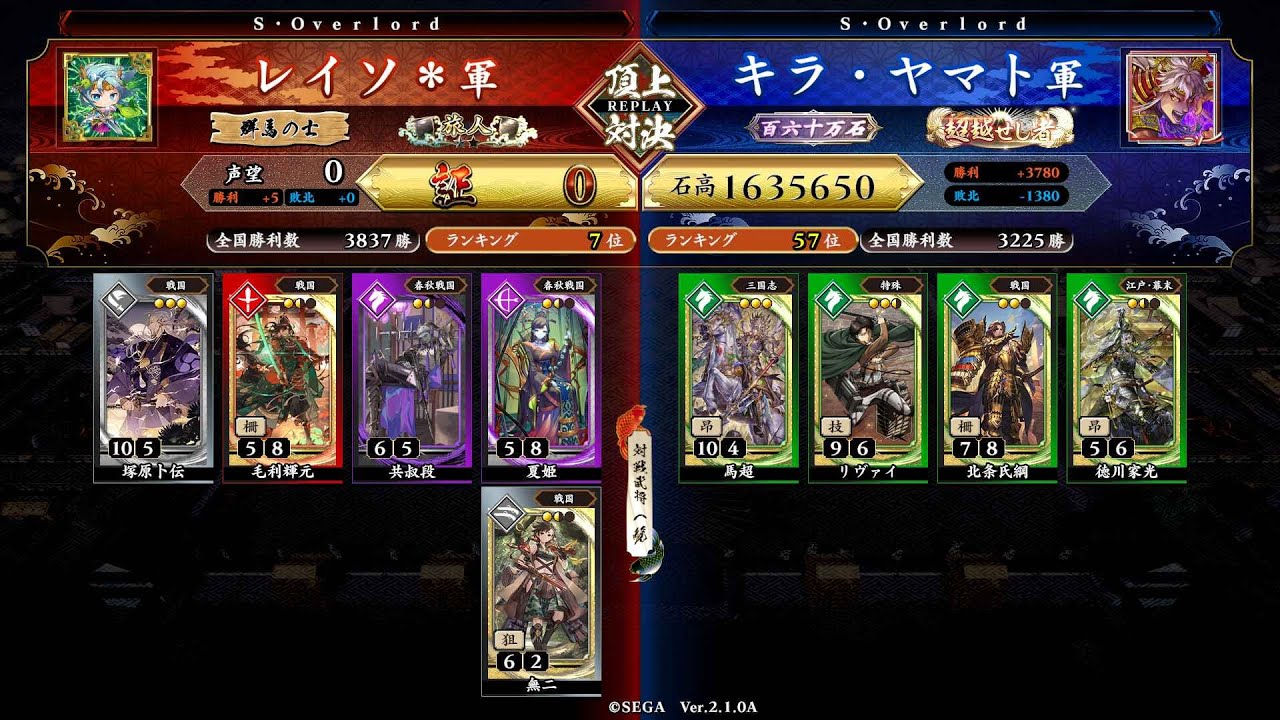 S・Overlord
S・Overlord
レイソ＊軍
頂上
REPLAY
対決
キラ・ヤマト軍
群馬の士
旅人
百六十万石
超越せし者
声望 0
勝利 +5 敗北 +0
証 0
石高 1635650
勝利 +3780
敗北 -1380
全国勝利数 3837勝
ランキング 7位
ランキング 57位
全国勝利数 3225勝
戦国
戦国
春秋戦国
春秋戦国
三国志
特殊
戦国
江戸・幕末
柵
昂
技
柵
昂
10 5
5 8
6 5
5 8
10 4
9 6
7 8
5 6
塚原卜伝
毛利輝元
共叔段
夏姫
馬超
リヴァイ
北条氏綱
徳川家光
対戦武将一覧
戦国
狙
6 2
無二
©SEGA Ver.2.1.0A